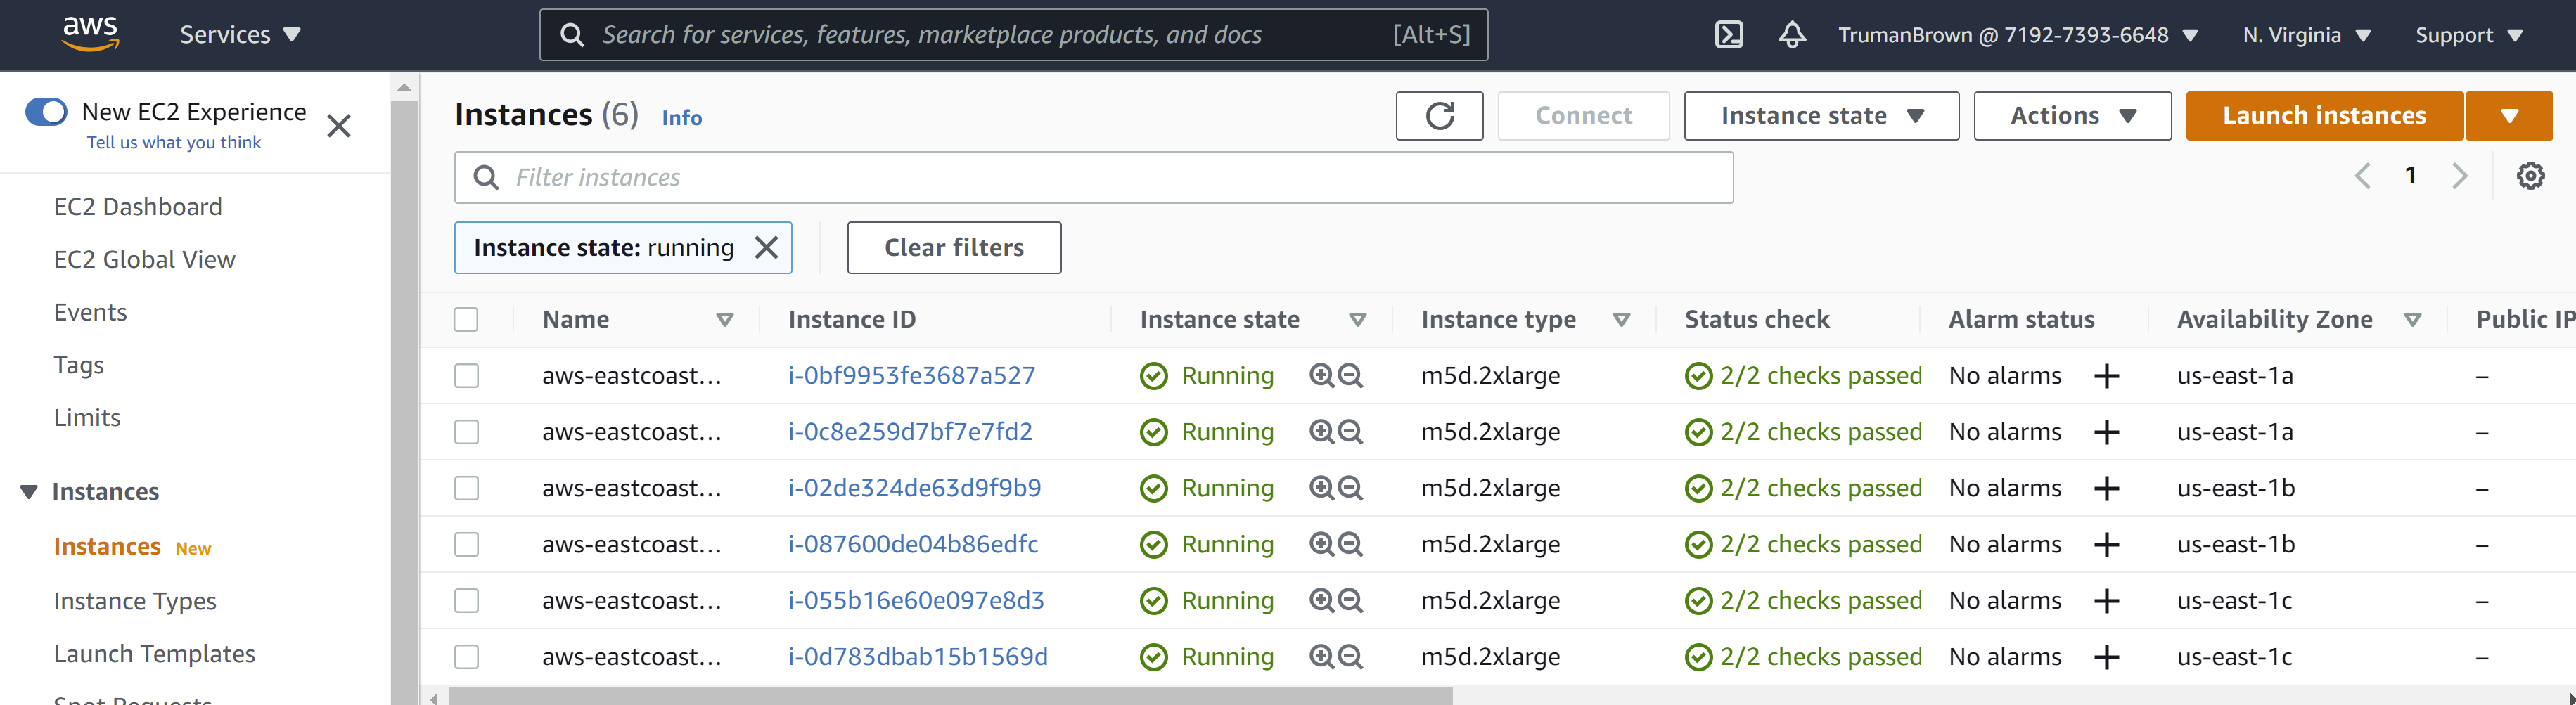 aws Services Search for services, features, marketplace products, and docs [Alt+S] TrumanBrown @ 7192-7393-6648 N. Virginia Support
New EC2 Experience
Tell us what you think
EC2 Dashboard
EC2 Global View
Events
Tags
Limits
Instances
Instances New
Instance Types
Launch Templates
Spot Requests
Instances (6) Info Connect Instance state Actions Launch instances
Filter instances 1
Instance state: running Clear filters
Name Instance ID Instance state Instance type Status check Alarm status Availability Zone Public IP
aws-eastcoast... i-0bf9953fe3687a527 Running m5d.2xlarge 2/2 checks passed No alarms + us-east-1a –
aws-eastcoast... i-0c8e259d7bf7e7fd2 Running m5d.2xlarge 2/2 checks passed No alarms + us-east-1a –
aws-eastcoast... i-02de324de63d9f9b9 Running m5d.2xlarge 2/2 checks passed No alarms + us-east-1b –
aws-eastcoast... i-087600de04b86edfc Running m5d.2xlarge 2/2 checks passed No alarms + us-east-1b –
aws-eastcoast... i-055b16e60e097e8d3 Running m5d.2xlarge 2/2 checks passed No alarms + us-east-1c –
aws-eastcoast... i-0d783dbab15b1569d Running m5d.2xlarge 2/2 checks passed No alarms + us-east-1c –